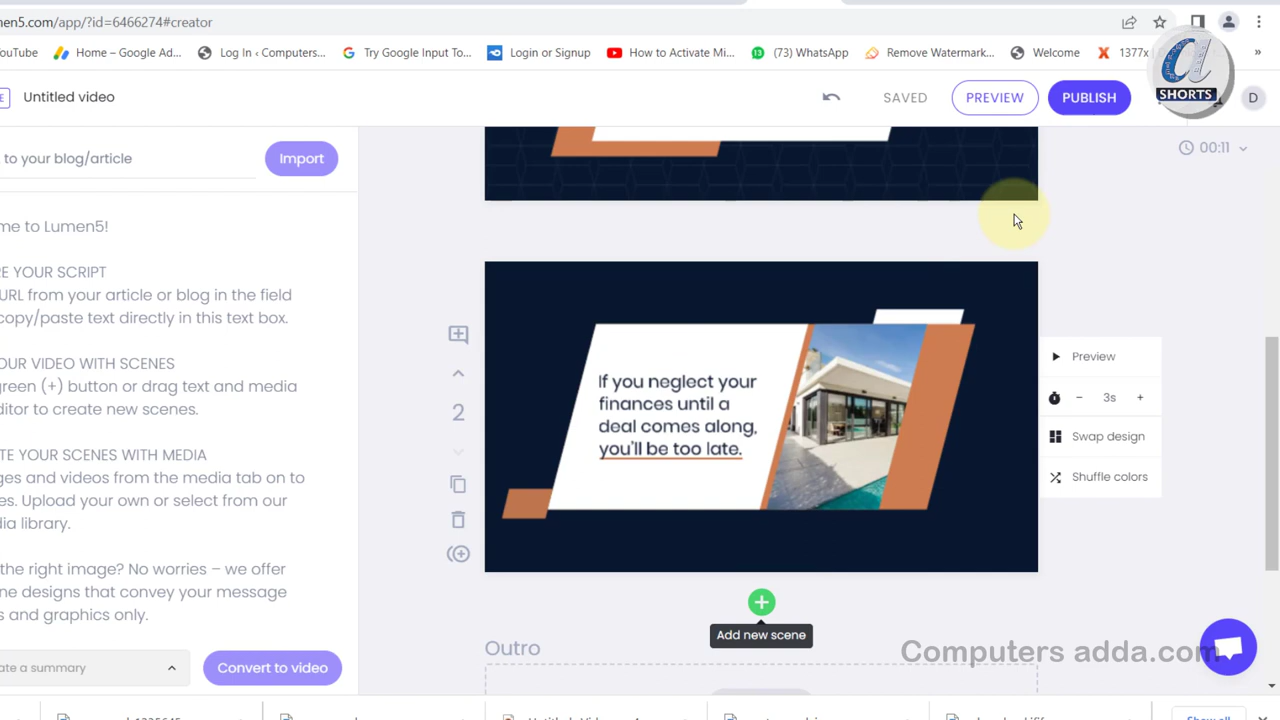 men5.com/app/?id=6466274#creator
YouTube
Home – Google Ad...
Log In ‹ Computers...
Try Google Input To...
Login or Signup
How to Activate Mi...
(73) WhatsApp
Remove Watermark...
Welcome
1377x
»
a
SHORTS
Untitled video
SAVED
PREVIEW
PUBLISH
D
to your blog/article
Import
00:11
me to Lumen5!
RE YOUR SCRIPT
URL from your article or blog in the field
copy/paste text directly in this text box.
OUR VIDEO WITH SCENES
green (+) button or drag text and media
ditor to create new scenes.
TE YOUR SCENES WITH MEDIA
ges and videos from the media tab on to
es. Upload your own or select from our
dia library.
the right image? No worries – we offer
ne designs that convey your message
s and graphics only.
ate a summary
Convert to video
2
If you neglect your
finances until a
deal comes along,
you'll be too late.
Preview
− 3s +
Swap design
Shuffle colors
Add new scene
Outro
Computers adda.com
Show all